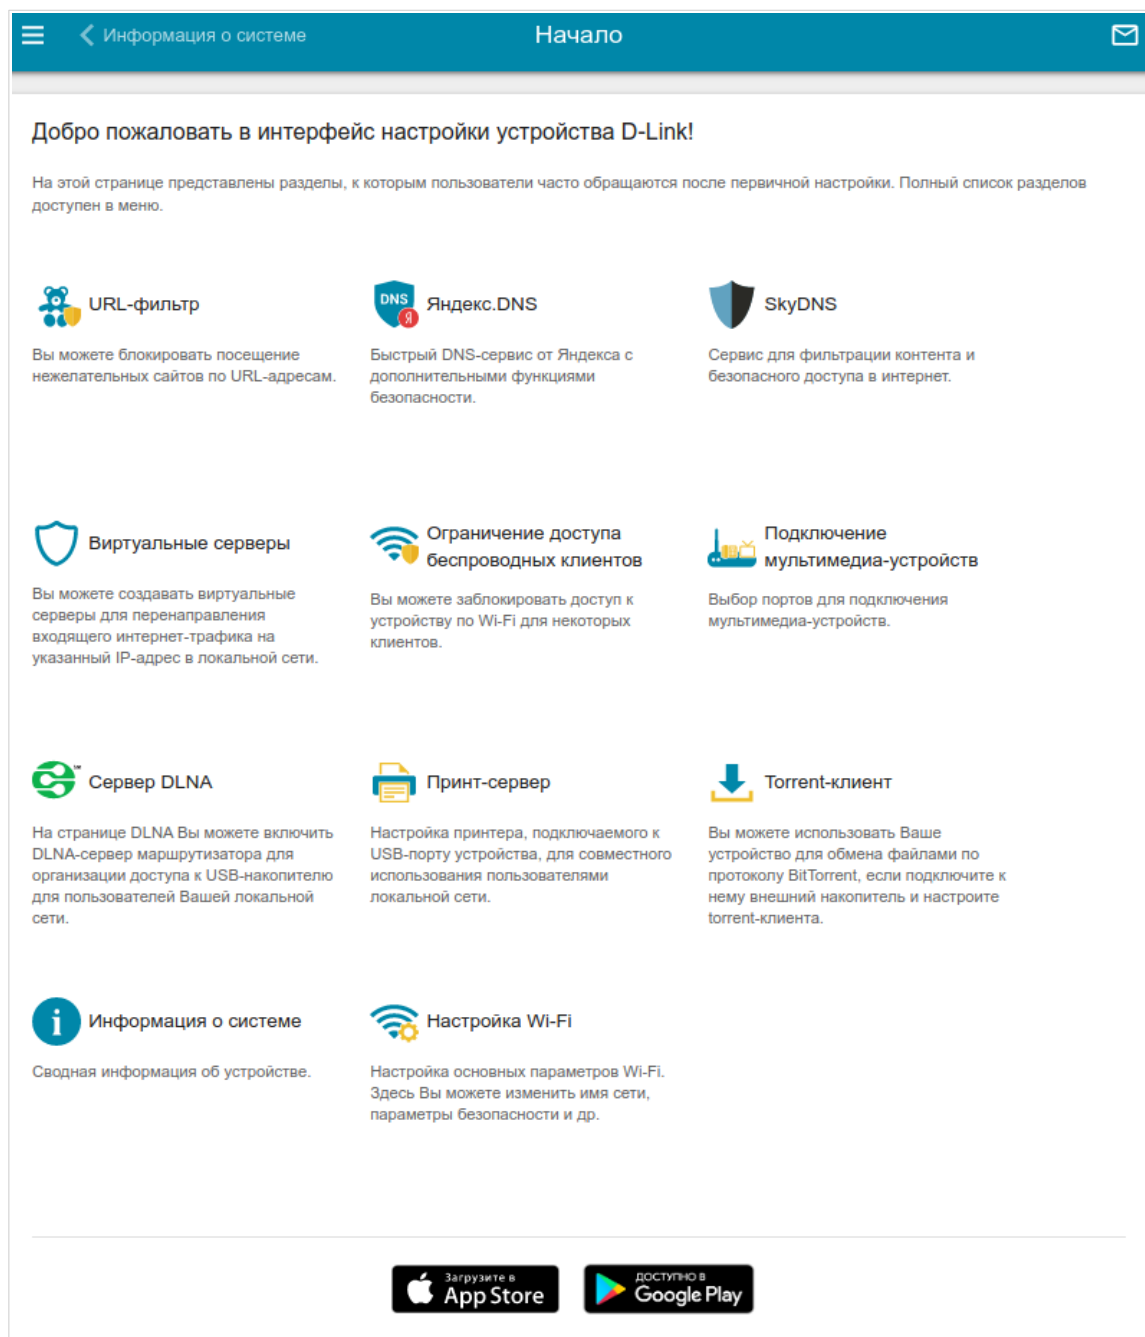 Информация о системе
Начало
Добро пожаловать в интерфейс настройки устройства D-Link!
На этой странице представлены разделы, к которым пользователи часто обращаются после первичной настройки. Полный список разделов
доступен в меню.
URL-фильтр
Вы можете блокировать посещение
нежелательных сайтов по URL-адресам.
DNS
Я
Яндекс.DNS
Быстрый DNS-сервис от Яндекса с
дополнительными функциями
безопасности.
SkyDNS
Сервис для фильтрации контента и
безопасного доступа в интернет.
Виртуальные серверы
Вы можете создавать виртуальные
серверы для перенаправления
входящего интернет-трафика на
указанный IP-адрес в локальной сети.
Ограничение доступа
беспроводных клиентов
Вы можете заблокировать доступ к
устройству по Wi-Fi для некоторых
клиентов.
Подключение
мультимедиа-устройств
Выбор портов для подключения
мультимедиа-устройств.
Сервер DLNA
На странице DLNA Вы можете включить
DLNA-сервер маршрутизатора для
организации доступа к USB-накопителю
для пользователей Вашей локальной
сети.
Принт-сервер
Настройка принтера, подключаемого к
USB-порту устройства, для совместного
использования пользователями
локальной сети.
Torrent-клиент
Вы можете использовать Ваше
устройство для обмена файлами по
протоколу BitTorrent, если подключите к
нему внешний накопитель и настроите
torrent-клиента.
Информация о системе
Сводная информация об устройстве.
Настройка Wi-Fi
Настройка основных параметров Wi-Fi.
Здесь Вы можете изменить имя сети,
параметры безопасности и др.
Загрузите в
App Store
ДОСТУПНО В
Google Play